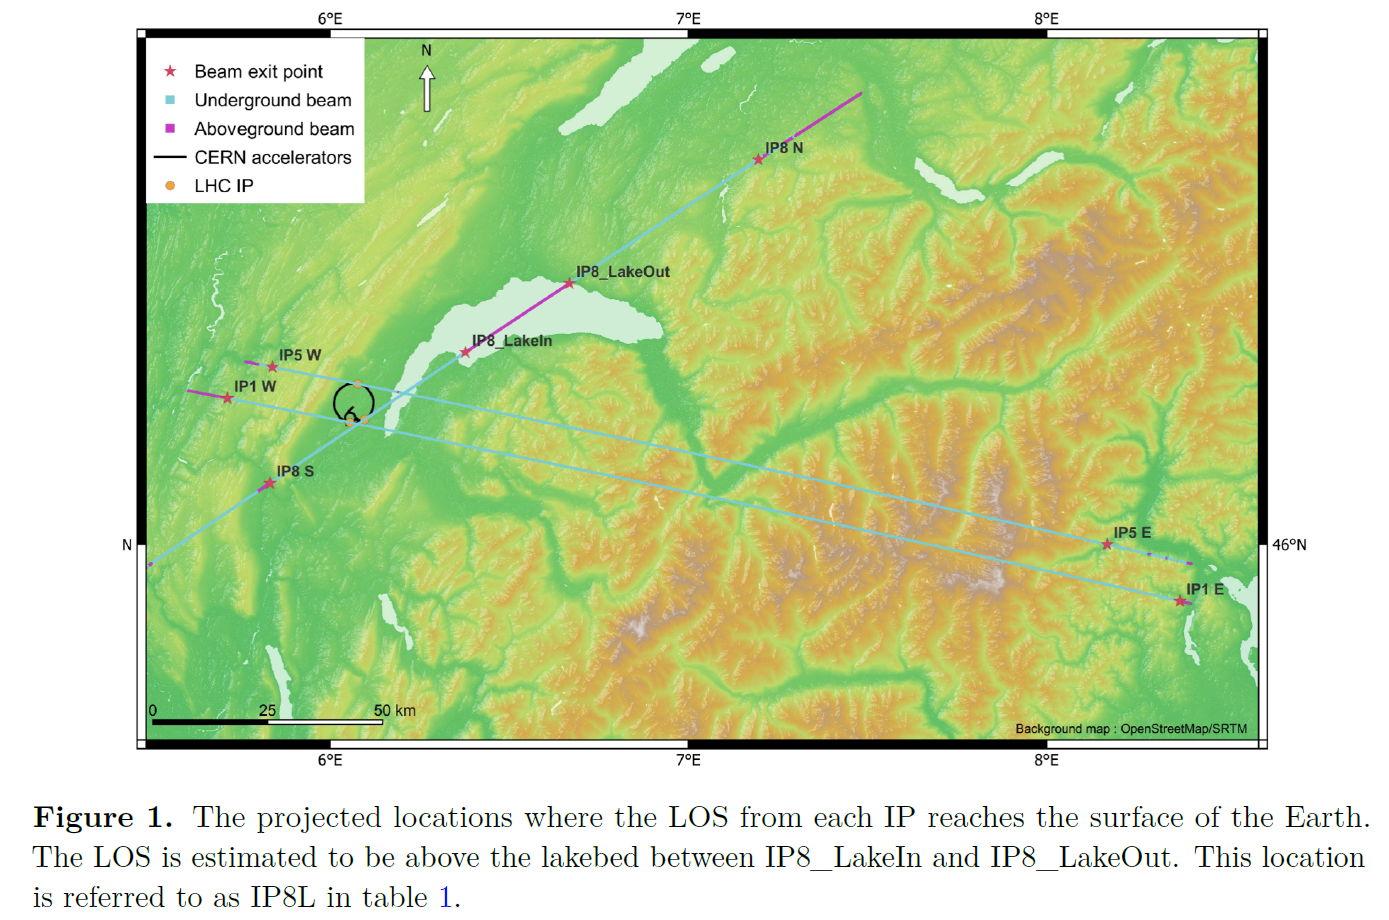 6°E 7°E 8°E
N
Beam exit point
Underground beam
Aboveground beam
CERN accelerators
LHC IP
IP8 N
IP8_LakeOut
IP8_LakeIn
IP5 W
IP1 W
IP8 S
IP5 E
N 46°N
IP1 E
0 25 50 km
Background map : OpenStreetMap/SRTM
6°E 7°E 8°E
Figure 1. The projected locations where the LOS from each IP reaches the surface of the Earth.
The LOS is estimated to be above the lakebed between IP8_LakeIn and IP8_LakeOut. This location
is referred to as IP8L in table 1.